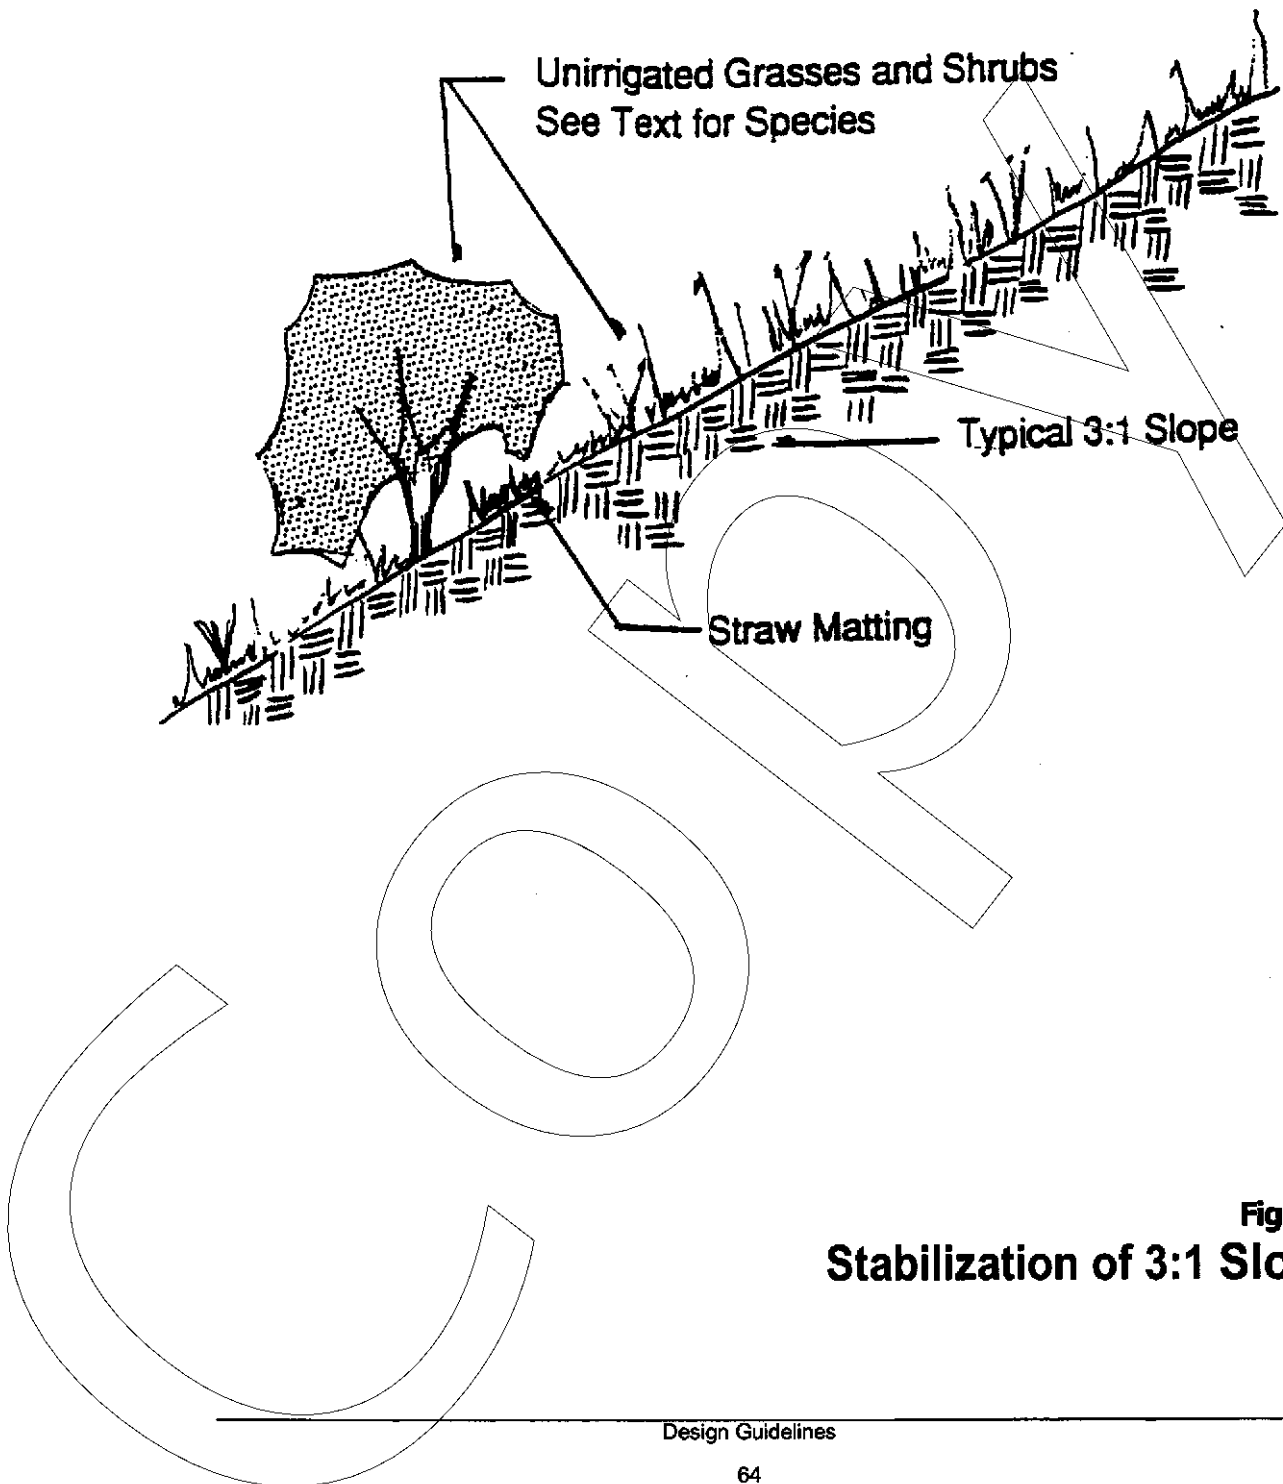 Unirrigated Grasses and Shrubs
See Text for Species
Typical 3:1 Slope
Straw Matting
Copy
Fig
Stabilization of 3:1 Slo
Design Guidelines
64